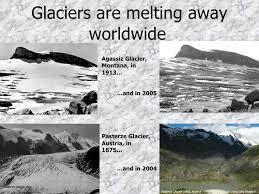 Glaciers are melting away
worldwide
Agassiz Glacier,
Montana, in
1913...
...and in 2005
Pasterze Glacier,
Austria, in
1875...
...and in 2004